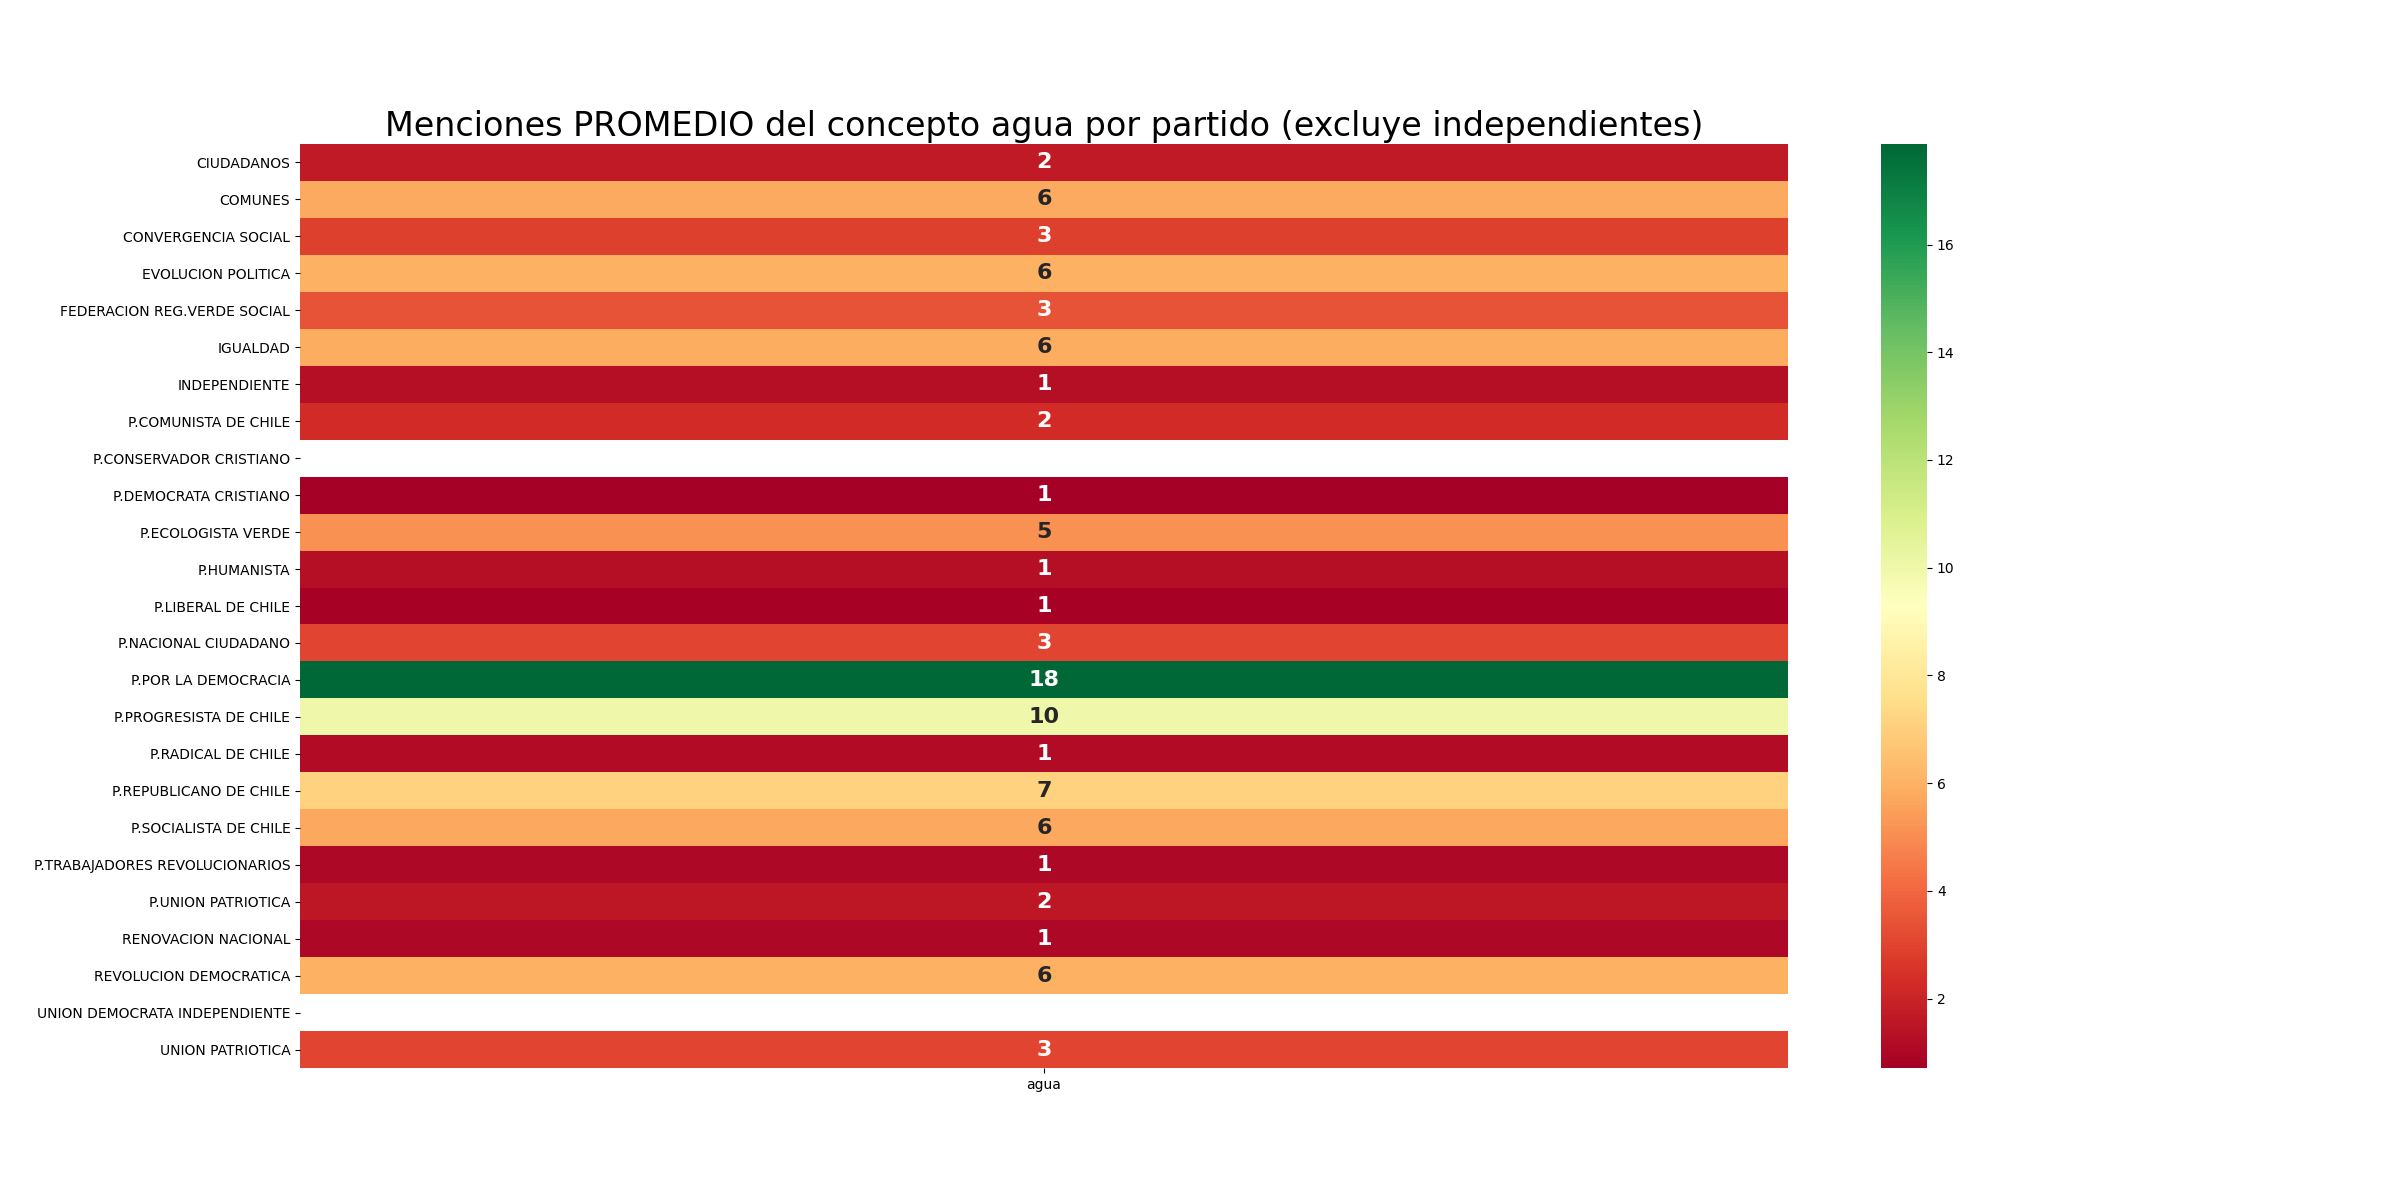 Menciones PROMEDIO del concepto agua por partido (excluye independientes)
CIUDADANOS 2
COMUNES 6
CONVERGENCIA SOCIAL 3
EVOLUCION POLITICA 6
FEDERACION REG.VERDE SOCIAL 3
IGUALDAD 6
INDEPENDIENTE 1
P.COMUNISTA DE CHILE 2
P.CONSERVADOR CRISTIANO
P.DEMOCRATA CRISTIANO 1
P.ECOLOGISTA VERDE 5
P.HUMANISTA 1
P.LIBERAL DE CHILE 1
P.NACIONAL CIUDADANO 3
P.POR LA DEMOCRACIA 18
P.PROGRESISTA DE CHILE 10
P.RADICAL DE CHILE 1
P.REPUBLICANO DE CHILE 7
P.SOCIALISTA DE CHILE 6
P.TRABAJADORES REVOLUCIONARIOS 1
P.UNION PATRIOTICA 2
RENOVACION NACIONAL 1
REVOLUCION DEMOCRATICA 6
UNION DEMOCRATA INDEPENDIENTE
UNION PATRIOTICA 3
agua
16
14
12
10
8
6
4
2